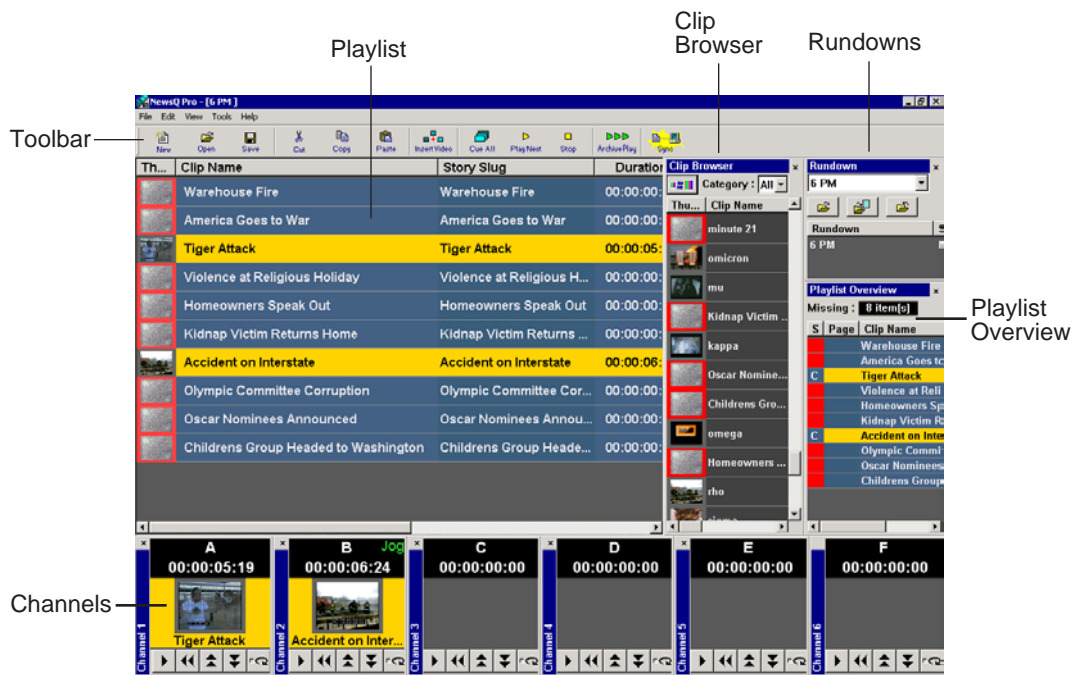 Clip
Browser
Playlist
Rundowns
NewsQ Pro - [6 PM ]
File Edit View Tools Help
Toolbar
New Open Save Cut Copy Paste Insert Video Cue All Play Next Stop Archive Play Sync
Th... Clip Name Story Slug Duration
Warehouse Fire Warehouse Fire 00:00:00:
America Goes to War America Goes to War 00:00:00:
Tiger Attack Tiger Attack 00:00:05:
Violence at Religious Holiday Violence at Religious H... 00:00:00:
Homeowners Speak Out Homeowners Speak Out 00:00:00:
Kidnap Victim Returns Home Kidnap Victim Returns ... 00:00:00:
Accident on Interstate Accident on Interstate 00:00:06:
Olympic Committee Corruption Olympic Committee Cor... 00:00:00:
Oscar Nominees Announced Oscar Nominees Annou... 00:00:00:
Childrens Group Headed to Washington Childrens Group Heade... 00:00:00:
Clip Browser
Category : All
Thu... Clip Name
minute 21
omicron
mu
Kidnap Victim ..
kappa
Oscar Nomine...
Childrens Gro...
omega
Homeowners ...
rho
Rundown
6 PM
Rundown
6 PM
Playlist Overview
Missing : 8 item[s]
S Page Clip Name
Warehouse Fire
America Goes to
C Tiger Attack
Violence at Reli
Homeowners Sp
Kidnap Victim R
C Accident on Inte
Olympic Commi
Oscar Nominees
Childrens Group
Playlist
Overview
Channels
A
00:00:05:19
Tiger Attack
Channel 1
B Jog
00:00:06:24
Accident on Inter...
Channel 2
C
00:00:00:00
Channel 3
D
00:00:00:00
Channel 4
E
00:00:00:00
Channel 5
F
00:00:00:00
Channel 6